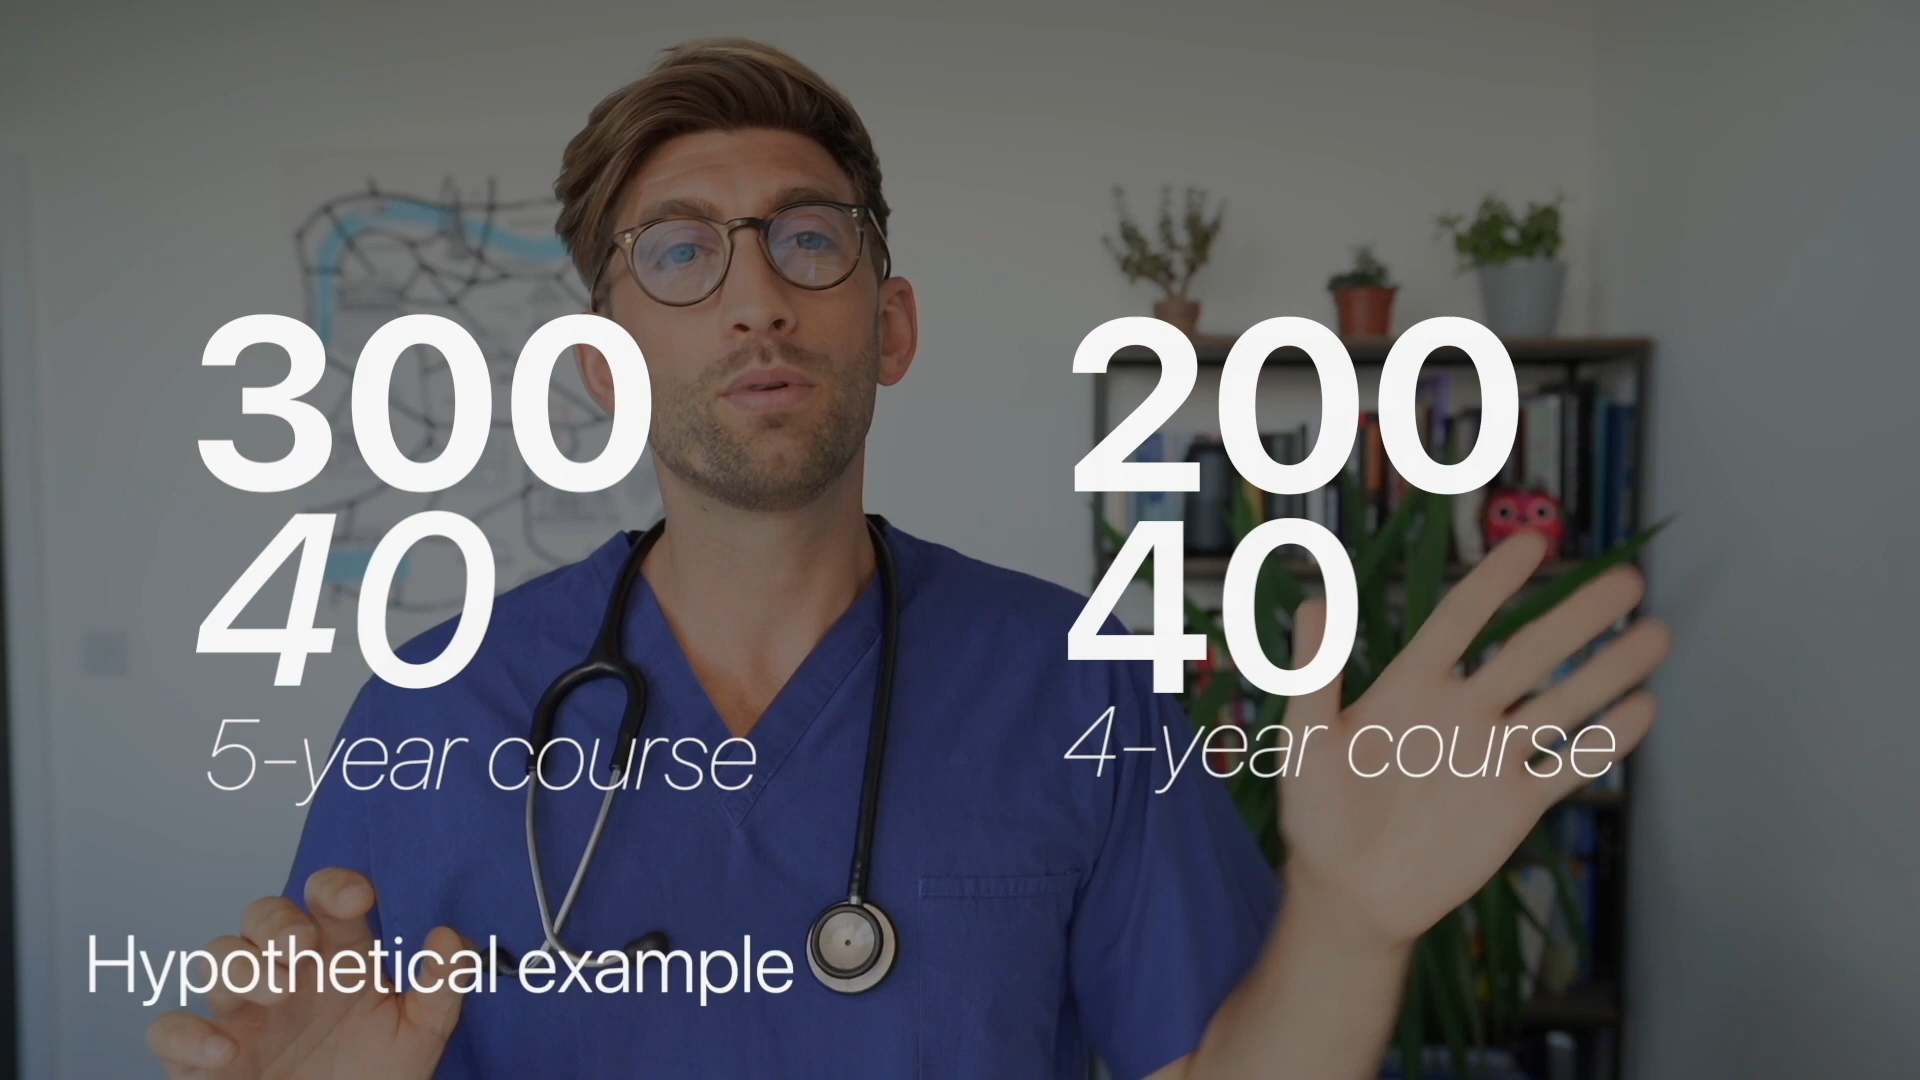 300
40
5-year course
200
40
4-year course
Hypothetical example